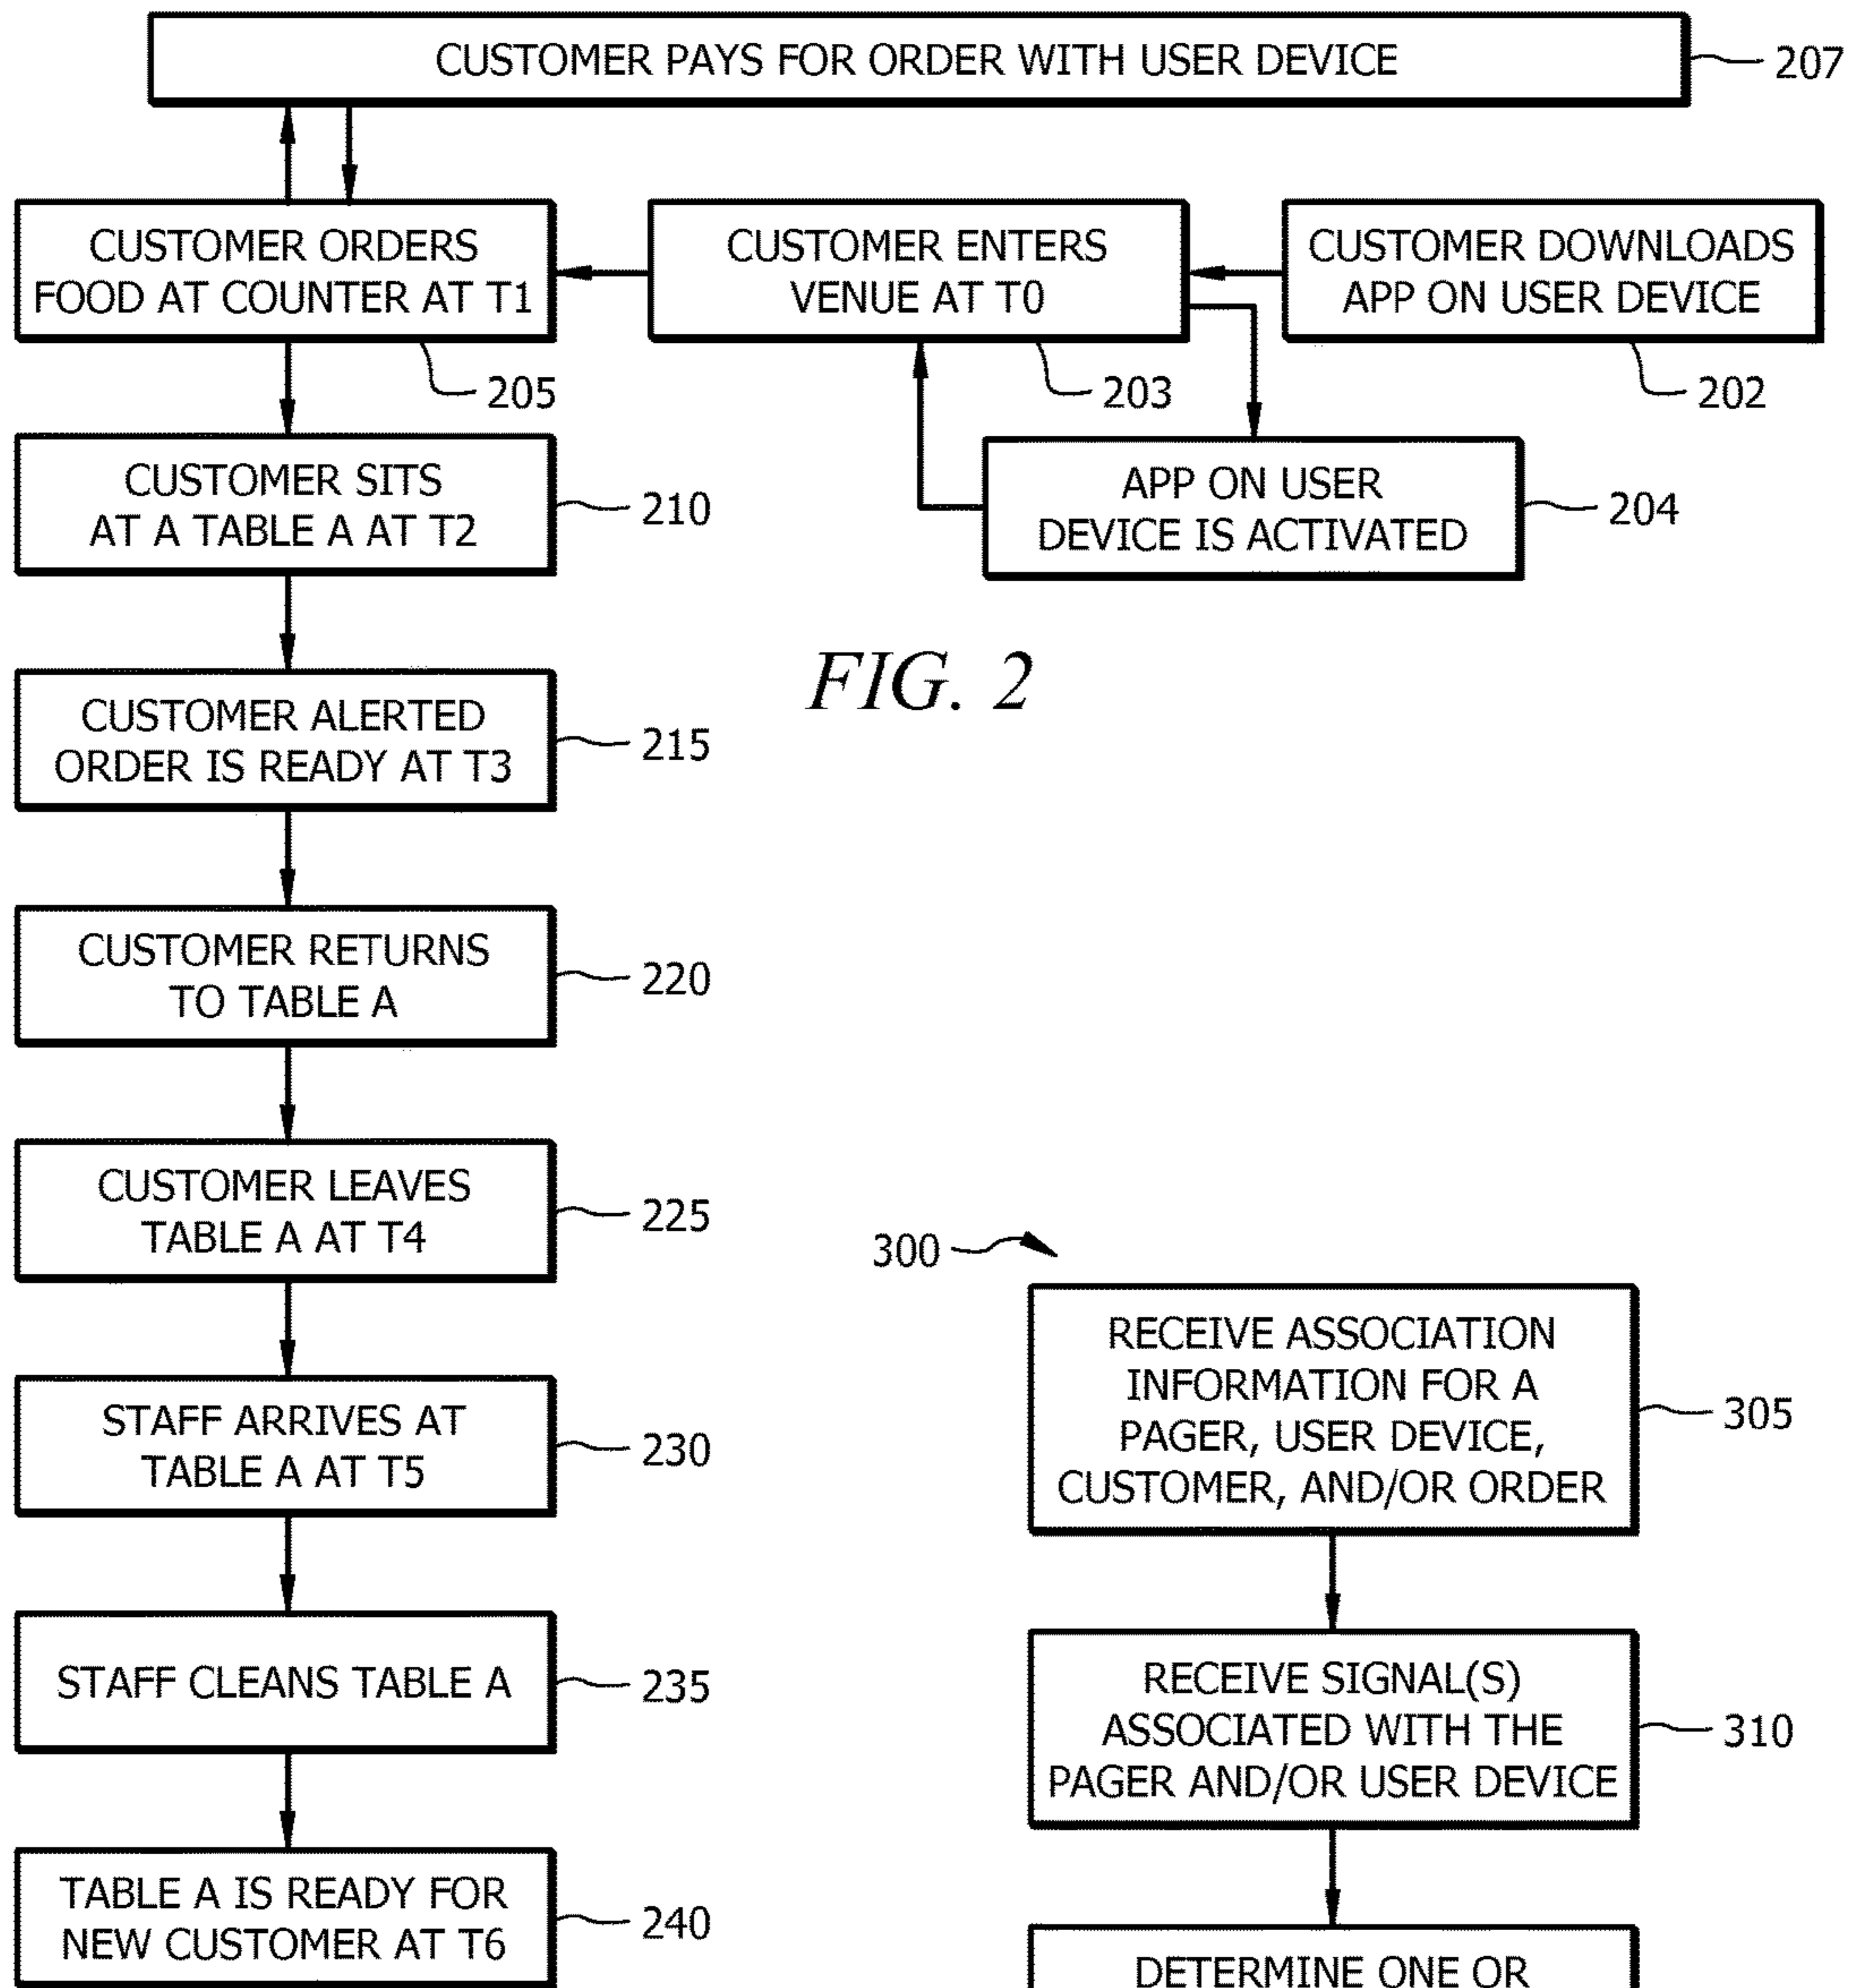 CUSTOMER PAYS FOR ORDER WITH USER DEVICE
207
CUSTOMER ORDERS
FOOD AT COUNTER AT T1
205
CUSTOMER ENTERS
VENUE AT T0
203
CUSTOMER DOWNLOADS
APP ON USER DEVICE
202
APP ON USER
DEVICE IS ACTIVATED
204
CUSTOMER SITS
AT A TABLE A AT T2
210
FIG. 2
CUSTOMER ALERTED
ORDER IS READY AT T3
215
CUSTOMER RETURNS
TO TABLE A
220
CUSTOMER LEAVES
TABLE A AT T4
225
STAFF ARRIVES AT
TABLE A AT T5
230
STAFF CLEANS TABLE A
235
TABLE A IS READY FOR
NEW CUSTOMER AT T6
240
300
RECEIVE ASSOCIATION
INFORMATION FOR A
PAGER, USER DEVICE,
CUSTOMER, AND/OR ORDER
305
RECEIVE SIGNAL(S)
ASSOCIATED WITH THE
PAGER AND/OR USER DEVICE
310
DETERMINE ONE OR